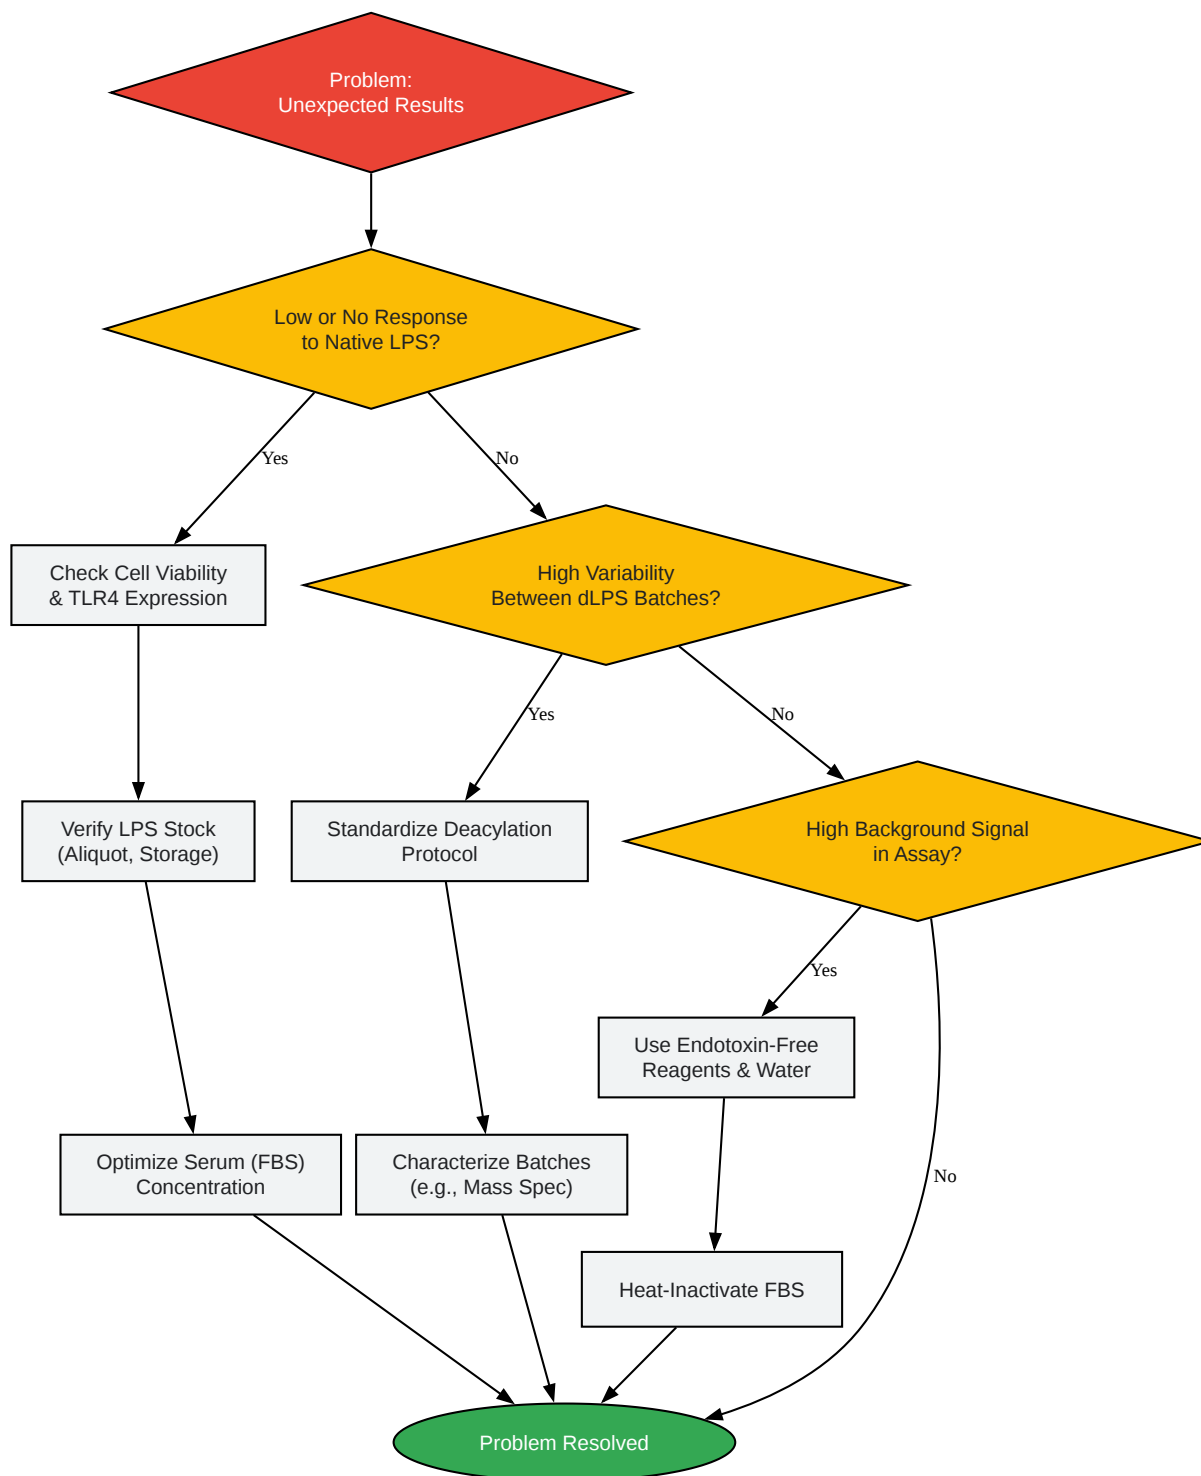 Problem:
Unexpected Results
Low or No Response
to Native LPS?
Yes
No
Check Cell Viability
& TLR4 Expression
High Variability
Between dLPS Batches?
Yes
No
Verify LPS Stock
(Aliquot, Storage)
Standardize Deacylation
Protocol
High Background Signal
in Assay?
Yes
Use Endotoxin-Free
Reagents & Water
Optimize Serum (FBS)
Concentration
Characterize Batches
(e.g., Mass Spec)
No
Heat-Inactivate FBS
Problem Resolved